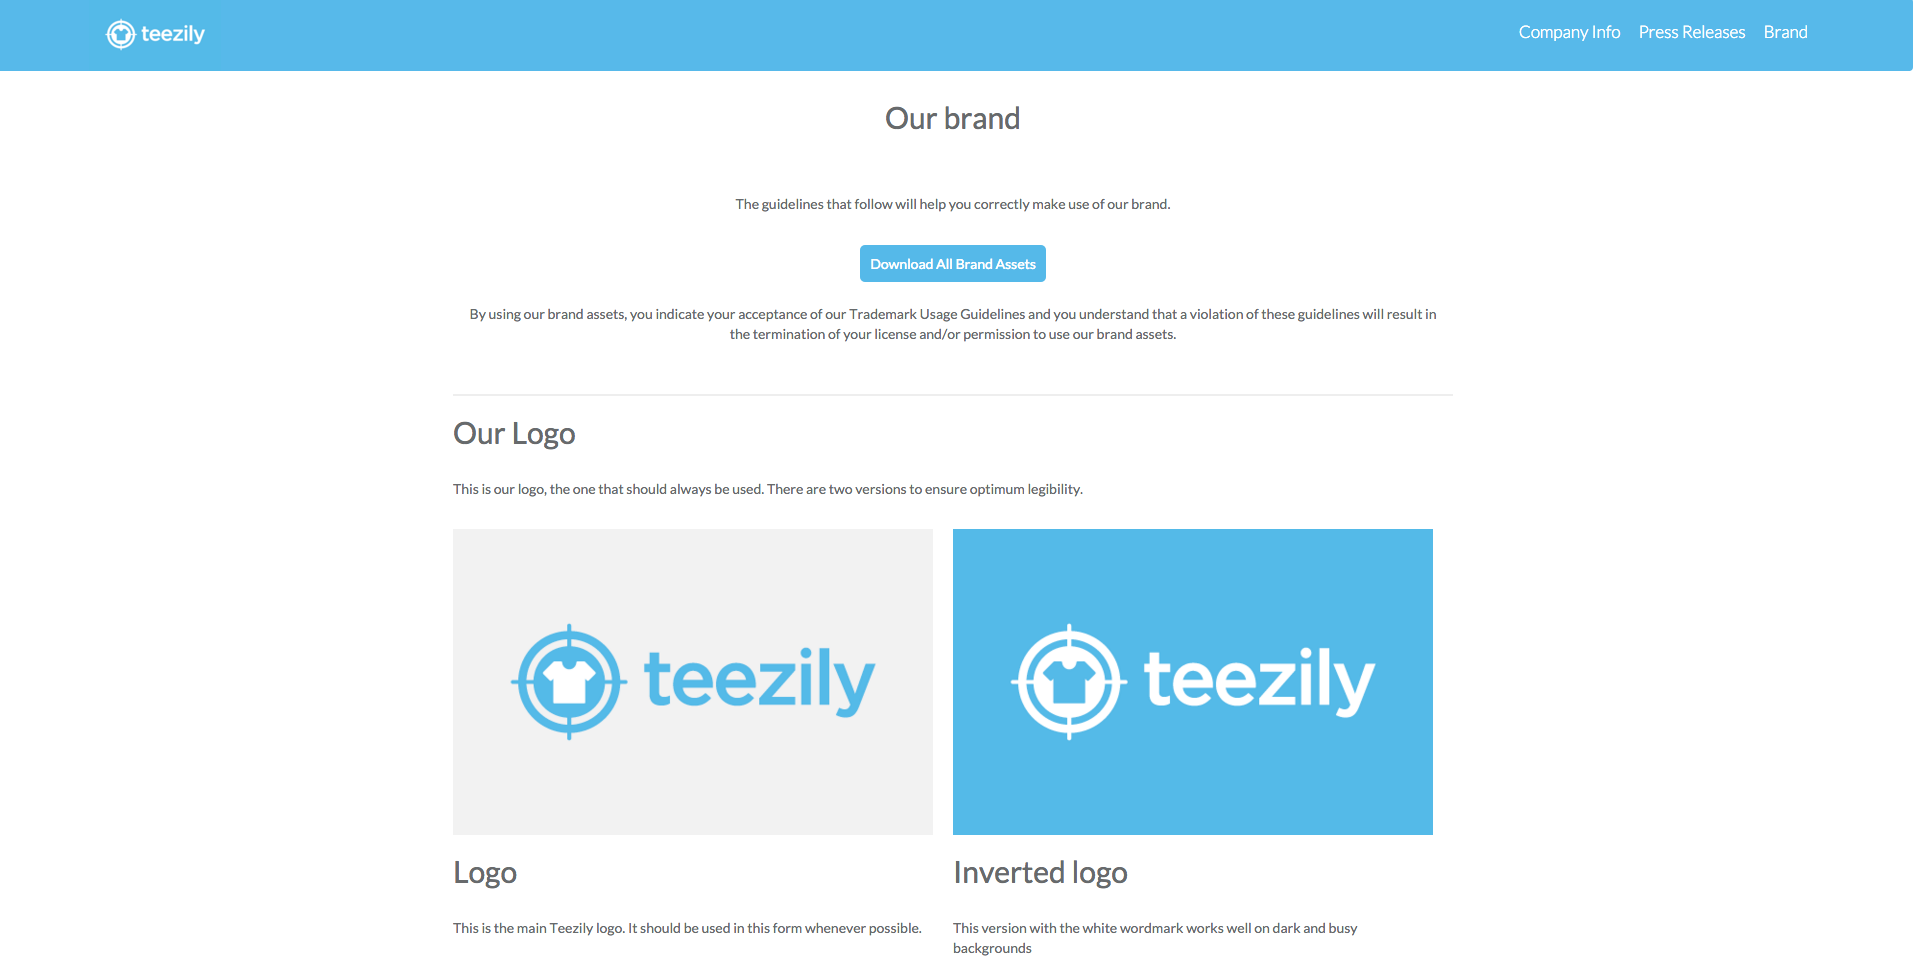 teezily
Company Info Press Releases Brand
Our brand
The guidelines that follow will help you correctly make use of our brand.
Download All Brand Assets
By using our brand assets, you indicate your acceptance of our Trademark Usage Guidelines and you understand that a violation of these guidelines will result in
the termination of your license and/or permission to use our brand assets.
Our Logo
This is our logo, the one that should always be used. There are two versions to ensure optimum legibility.
teezily
teezily
Logo
This is the main Teezily logo. It should be used in this form whenever possible.
Inverted logo
This version with the white wordmark works well on dark and busy
backgrounds